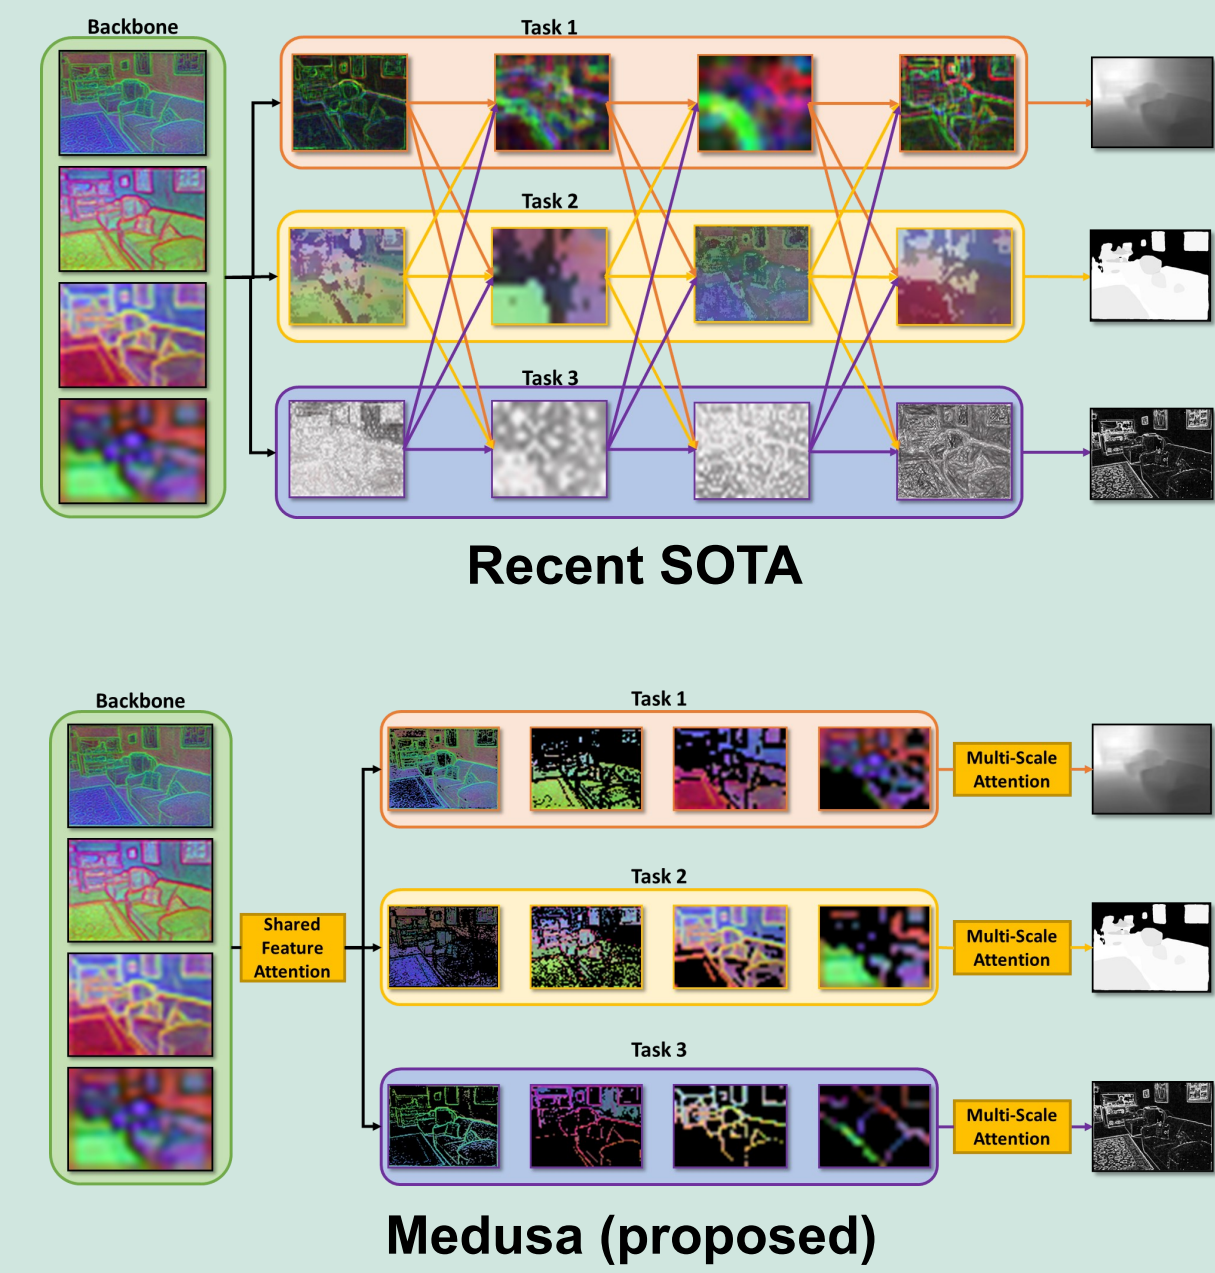 Backbone
Task 1
Task 2
Task 3
Recent SOTA
Backbone
Shared
Feature
Attention
Task 1
Multi-Scale
Attention
Task 2
Multi-Scale
Attention
Task 3
Multi-Scale
Attention
Medusa (proposed)